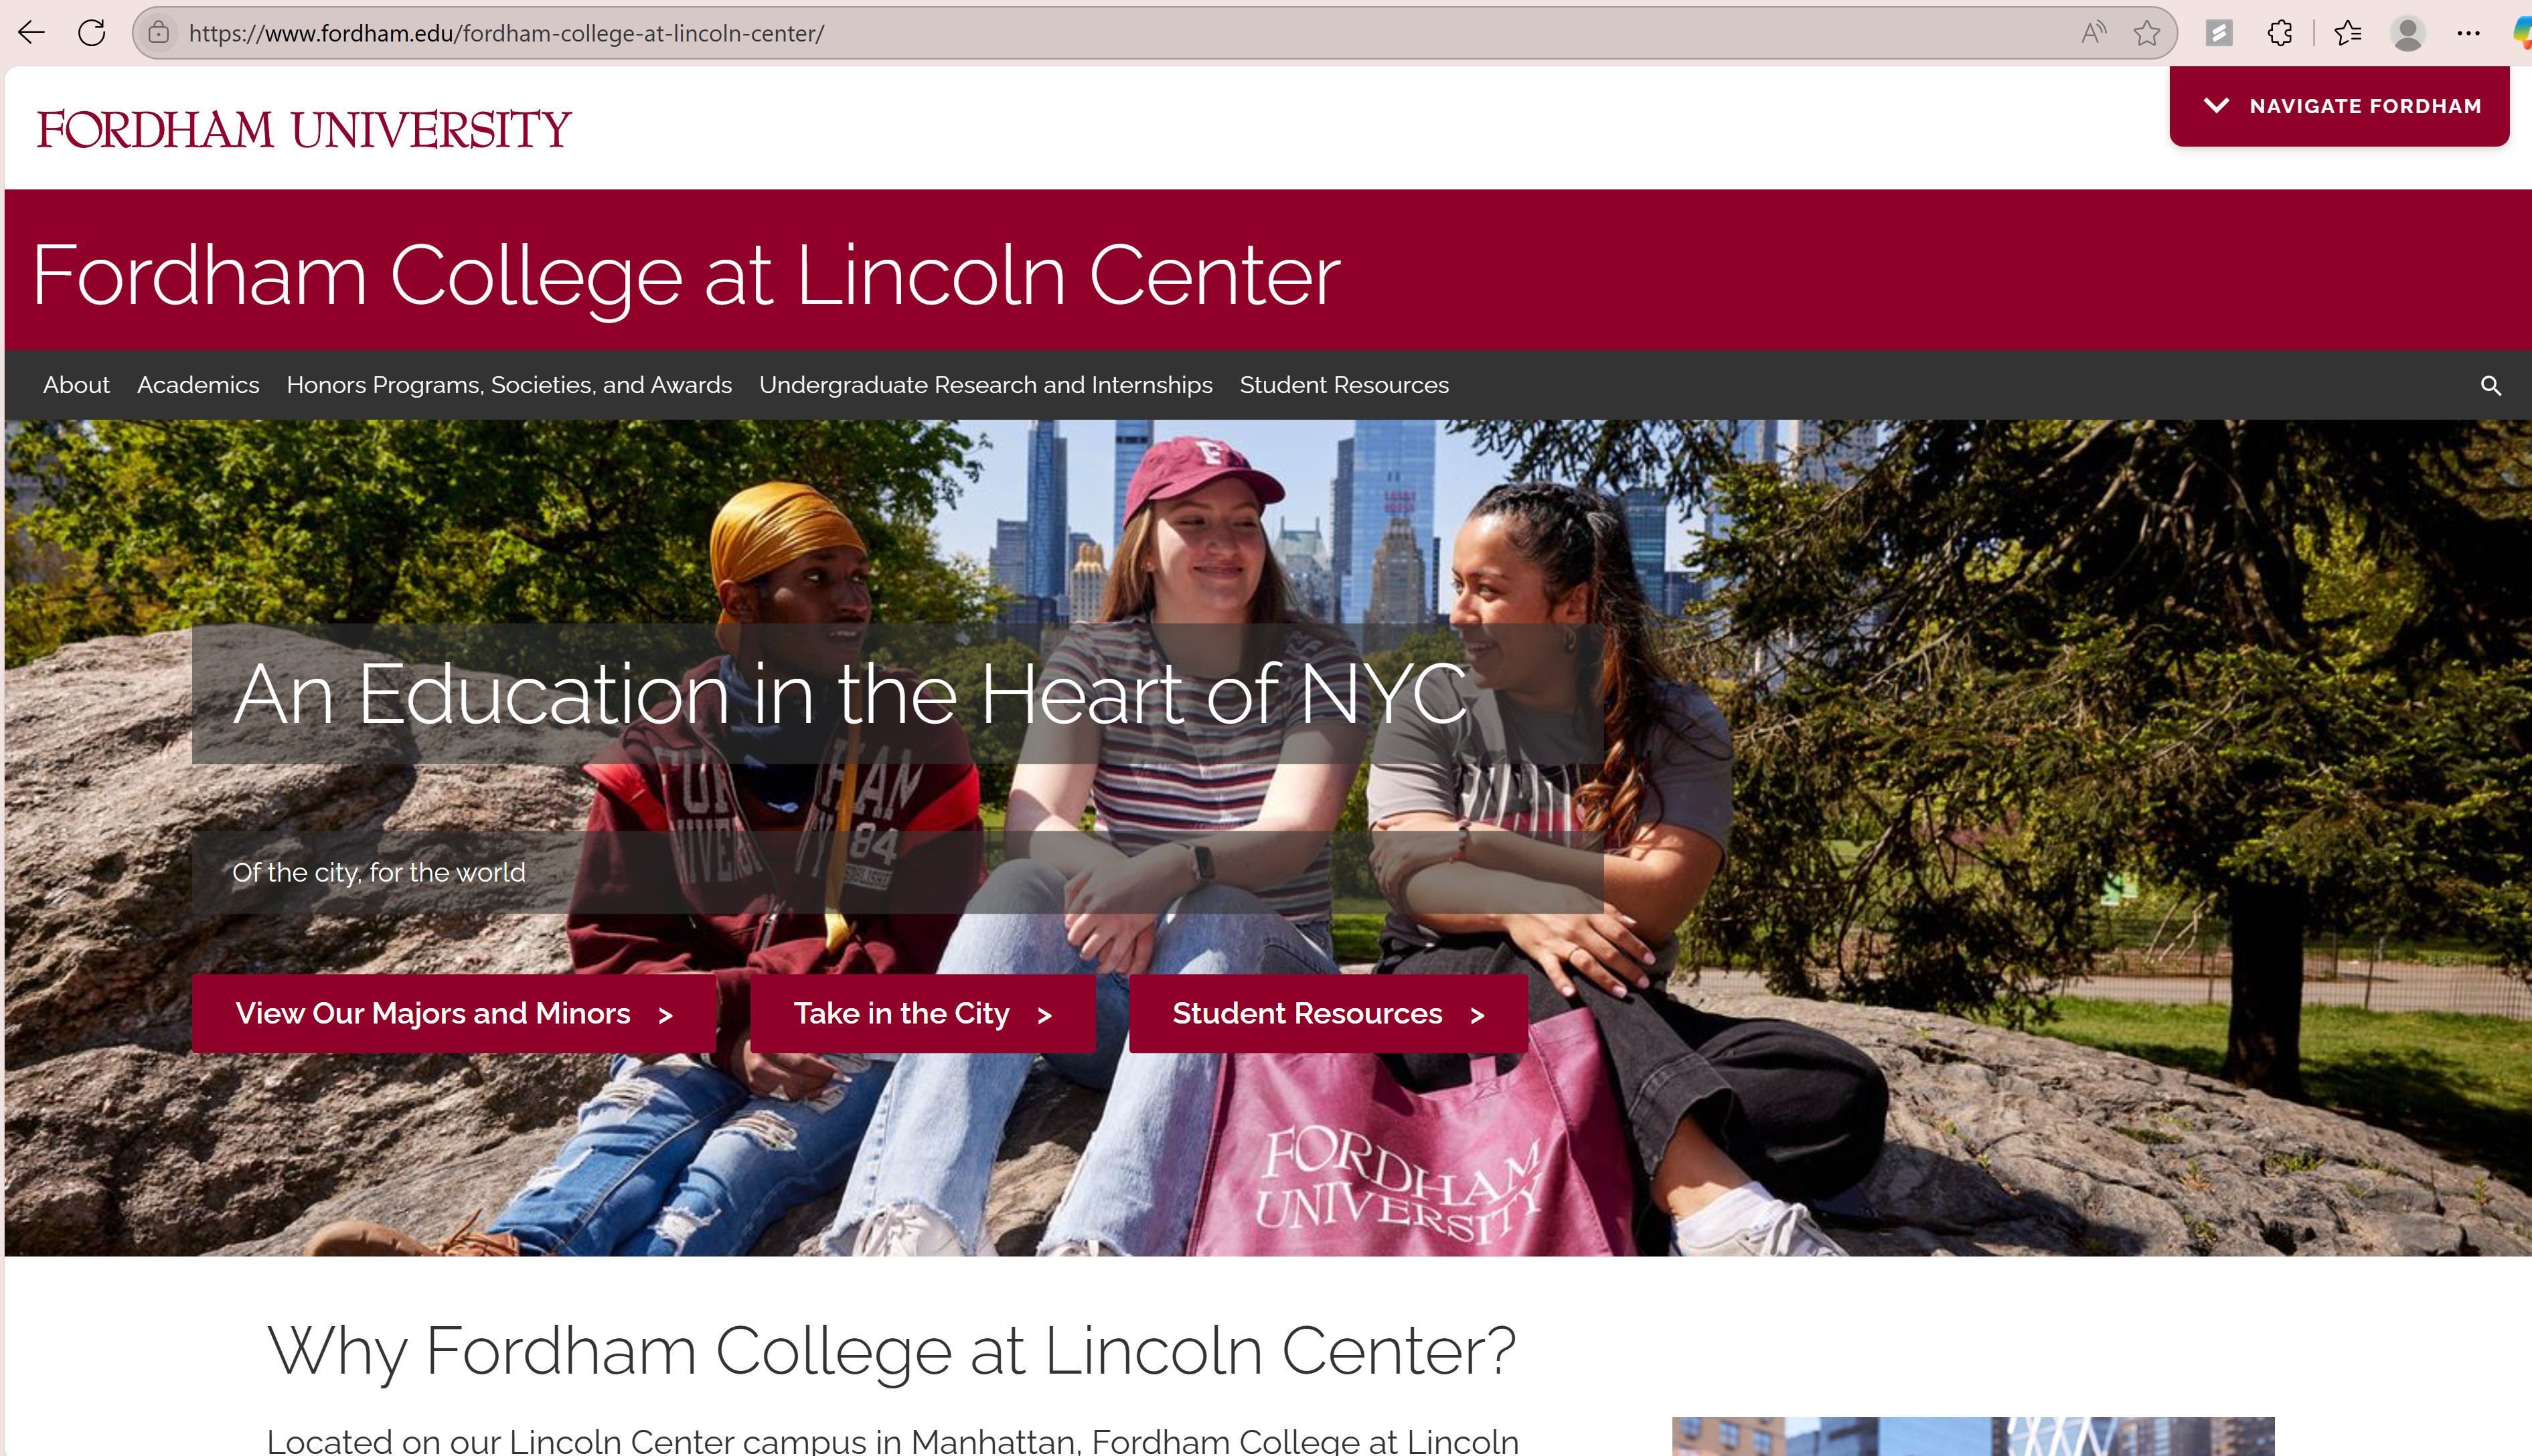 https://www.fordham.edu/fordham-college-at-lincoln-center/
FORDHAM UNIVERSITY
NAVIGATE FORDHAM
Fordham College at Lincoln Center
About Academics Honors Programs, Societies, and Awards Undergraduate Research and Internships Student Resources
F
An Education in the Heart of NYC
84
Of the city, for the world
View Our Majors and Minors >
Take in the City >
Student Resources >
FORDHAM
UNIVERSITY
Why Fordham College at Lincoln Center?
Located on our Lincoln Center campus in Manhattan, Fordham College at Lincoln